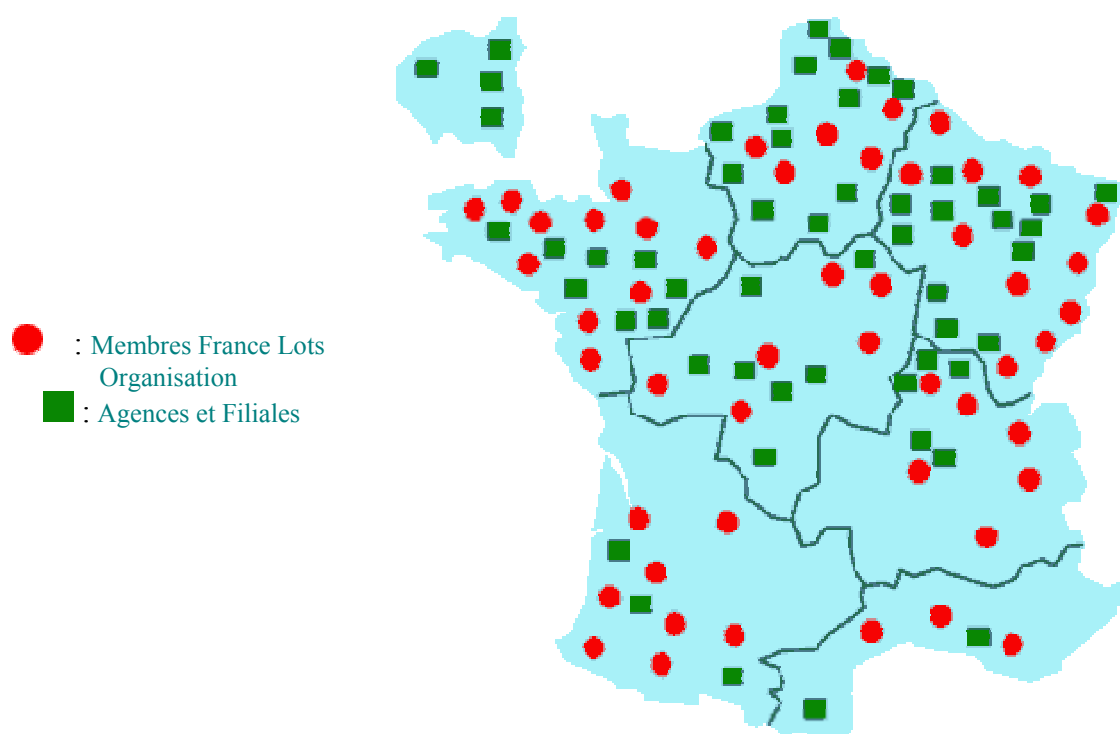 : Membres France Lots
Organisation
: Agences et Filiales